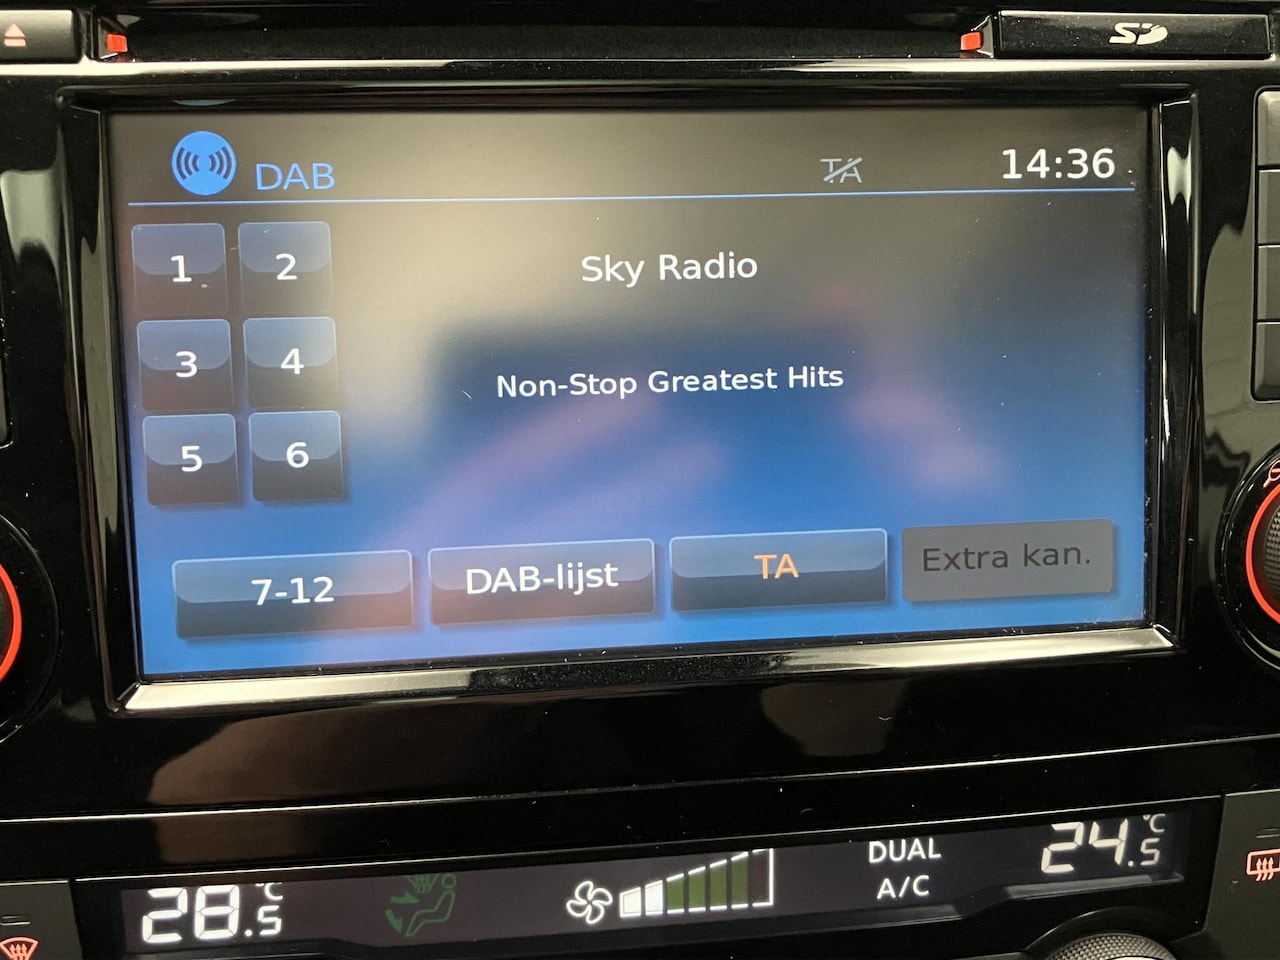 SD
DAB
TA
14:36
1
2
Sky Radio
3
4
Non-Stop Greatest Hits
5
6
7-12
DAB-lijst
TA
Extra kan.
28.5 °C
DUAL
A/C
24.5 °C